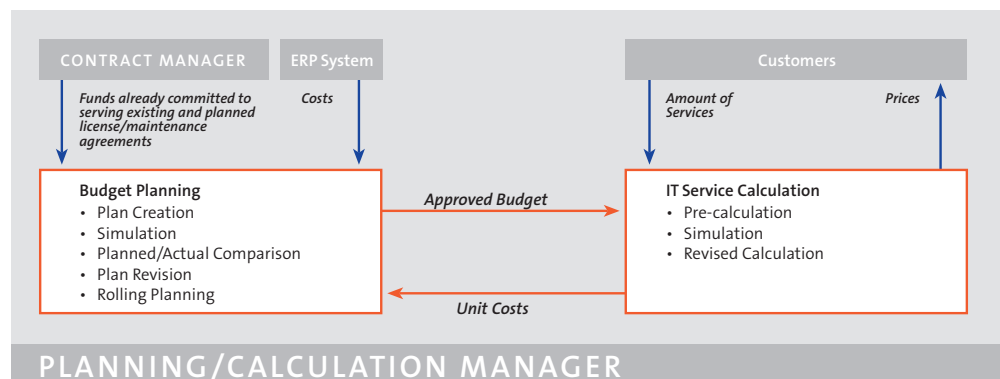 CONTRACT MANAGER
ERP System
Customers
Funds already committed to
serving existing and planned
license/maintenance
agreements
Costs
Amount of
Services
Prices
Budget Planning
• Plan Creation
• Simulation
• Planned/Actual Comparison
• Plan Revision
• Rolling Planning
Approved Budget
Unit Costs
IT Service Calculation
• Pre-calculation
• Simulation
• Revised Calculation
PLANNING/CALCULATION MANAGER